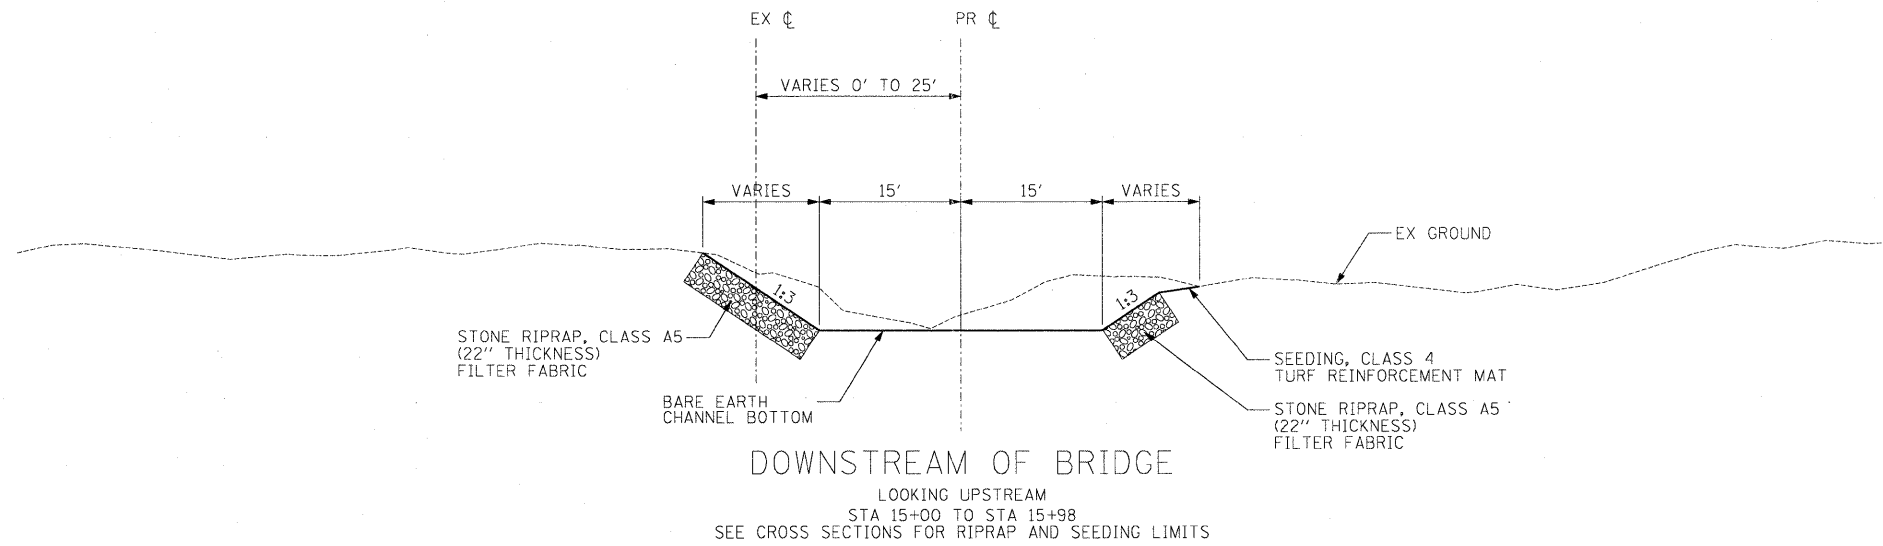 EX ℄
PR ℄
VARIES 0' TO 25'
VARIES
15'
15'
VARIES
EX GROUND
1:3
1:3
STONE RIPRAP, CLASS A5
(22" THICKNESS)
FILTER FABRIC
SEEDING, CLASS 4
TURF REINFORCEMENT MAT
BARE EARTH
CHANNEL BOTTOM
STONE RIPRAP, CLASS A5
(22" THICKNESS)
FILTER FABRIC
DOWNSTREAM OF BRIDGE
LOOKING UPSTREAM
STA 15+00 TO STA 15+98
SEE CROSS SECTIONS FOR RIPRAP AND SEEDING LIMITS